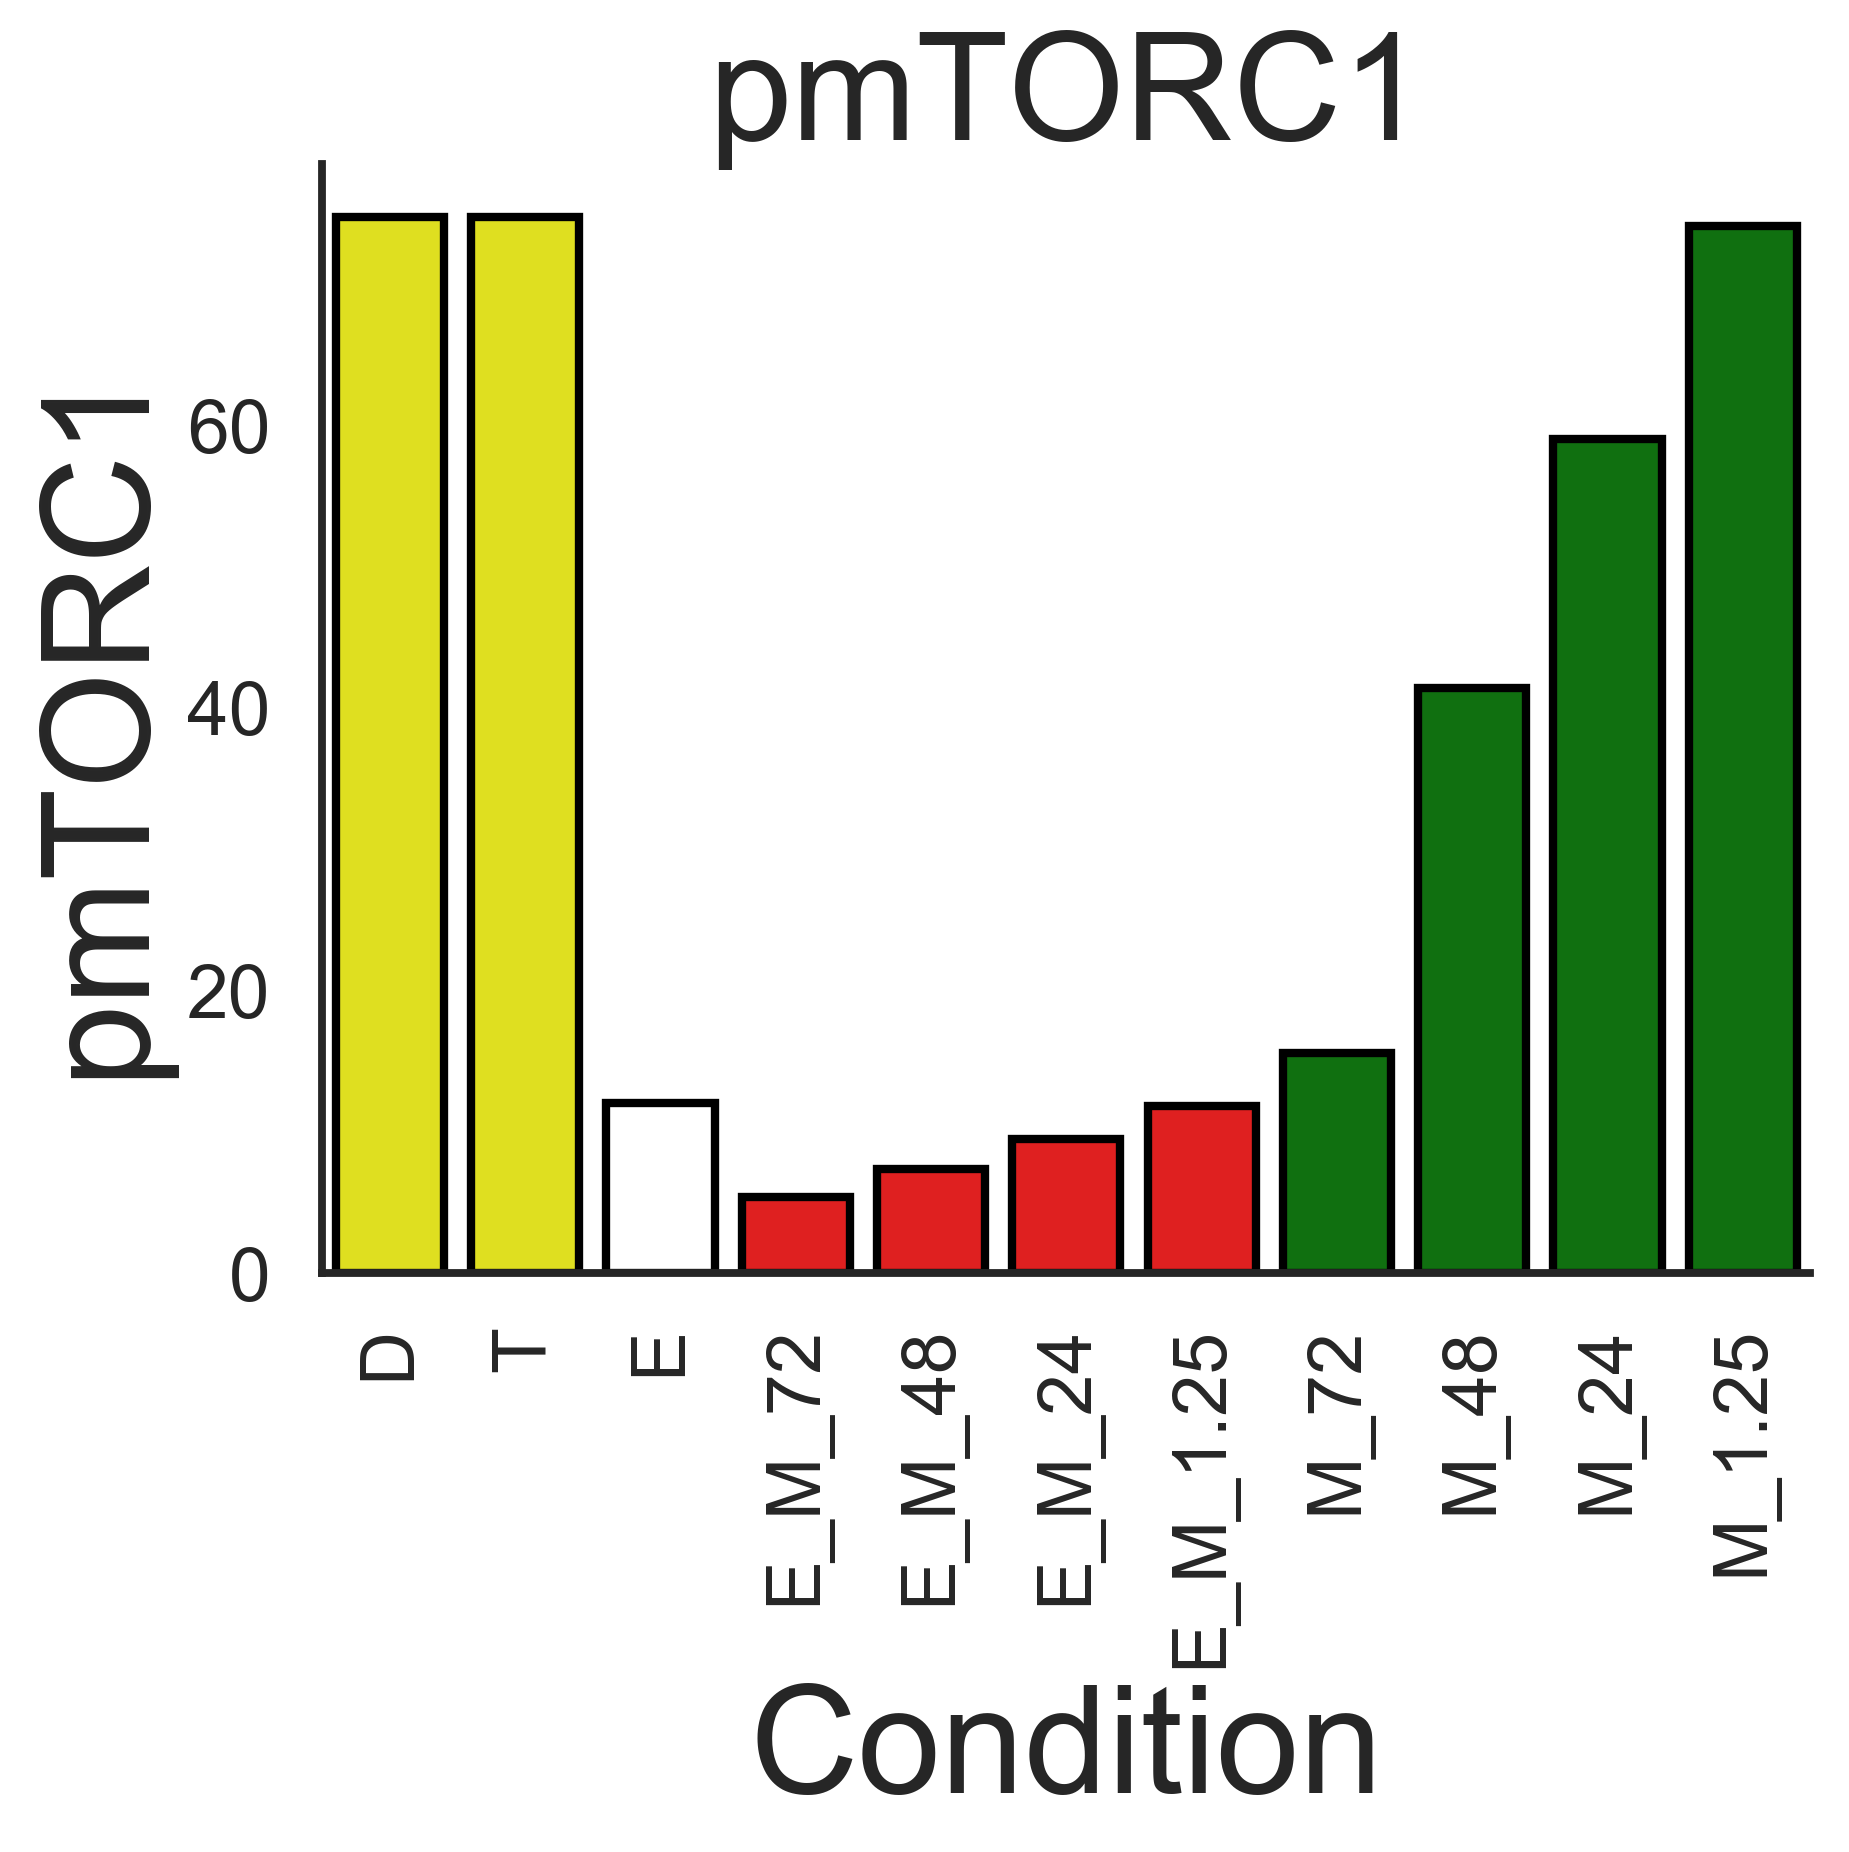 pmTORC1
pmTORC1
60
40
20
0
D
T
E
E_M_72
E_M_48
E_M_24
E_M_1.25
M_72
M_48
M_24
M_1.25
Condition